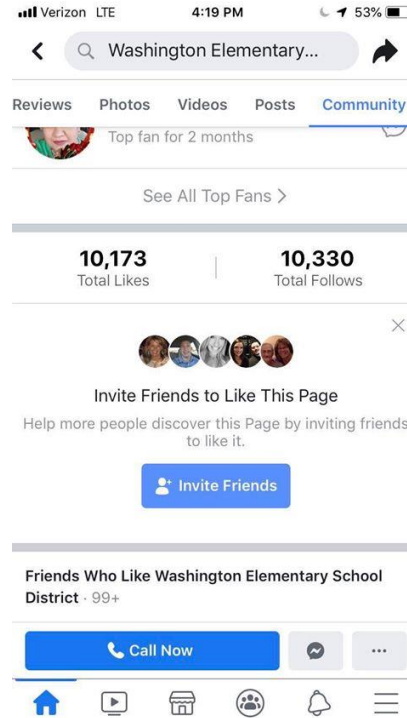 Verizon LTE 4:19 PM 53%
Washington Elementary...
Reviews Photos Videos Posts Community
Top fan for 2 months
See All Top Fans >
10,173 10,330
Total Likes Total Follows
Invite Friends to Like This Page
Help more people discover this Page by inviting friends
to like it.
Invite Friends
Friends Who Like Washington Elementary School
District · 99+
Call Now